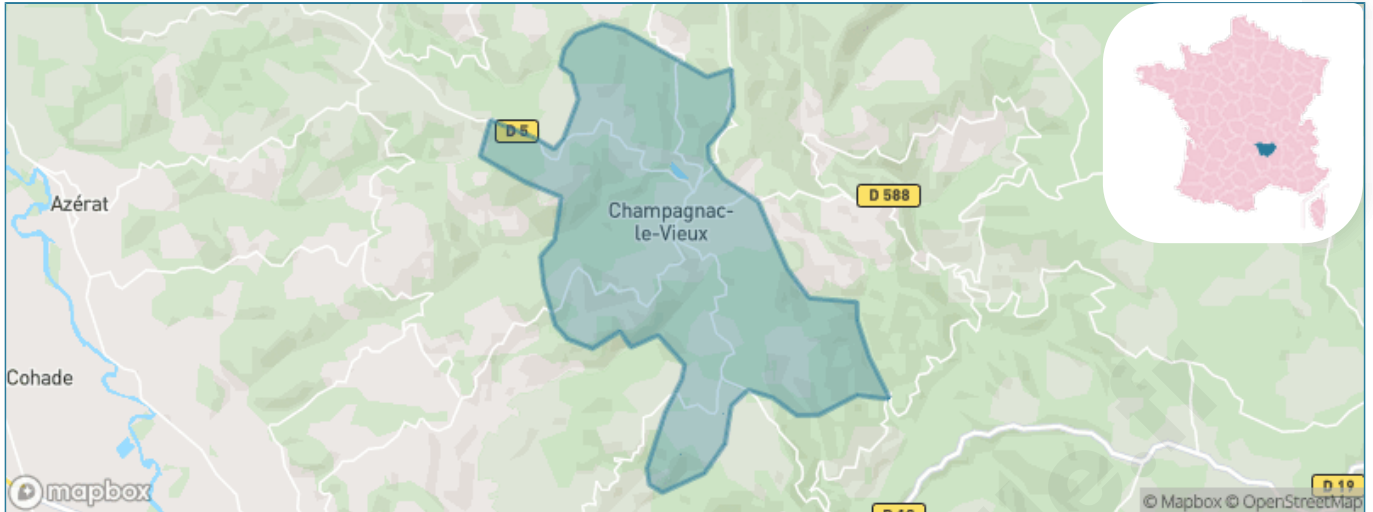 D 5
Azérat
D 588
Champagnac-
le-Vieux
Cohade
mapbox
D 19
© Mapbox © OpenStreetMap